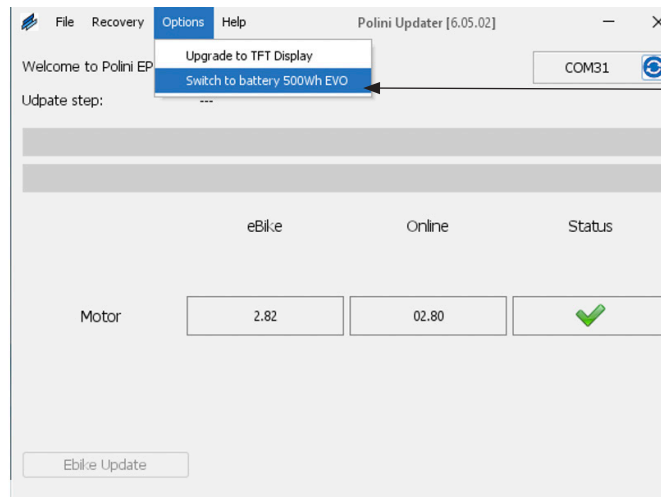 File Recovery Options Help Polini Updater [6.05.02]
Upgrade to TFT Display
Welcome to Polini EP COM31
Switch to battery 500Wh EVO
Udpate step: ---
eBike Online Status
Motor 2.82 02.80
Ebike Update